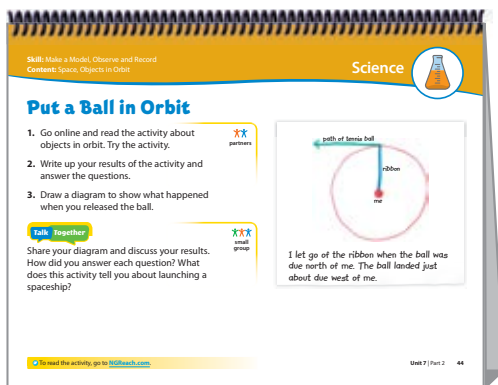 Skill: Make a Model, Observe and Record
Content: Space, Objects in Orbit
Science
Put a Ball in Orbit
1. Go online and read the activity about
objects in orbit. Try the activity.
partners
2. Write up your results of the activity and
answer the questions.
3. Draw a diagram to show what happened
when you released the ball.
Talk Together
small
group
Share your diagram and discuss your results.
How did you answer each question? What
does this activity tell you about launching a
spaceship?
path of tennis ball
ribbon
me
I let go of the ribbon when the ball was
due north of me. The ball landed just
about due west of me.
To read the activity, go to NGReach.com.
Unit 7 | Part 2 44